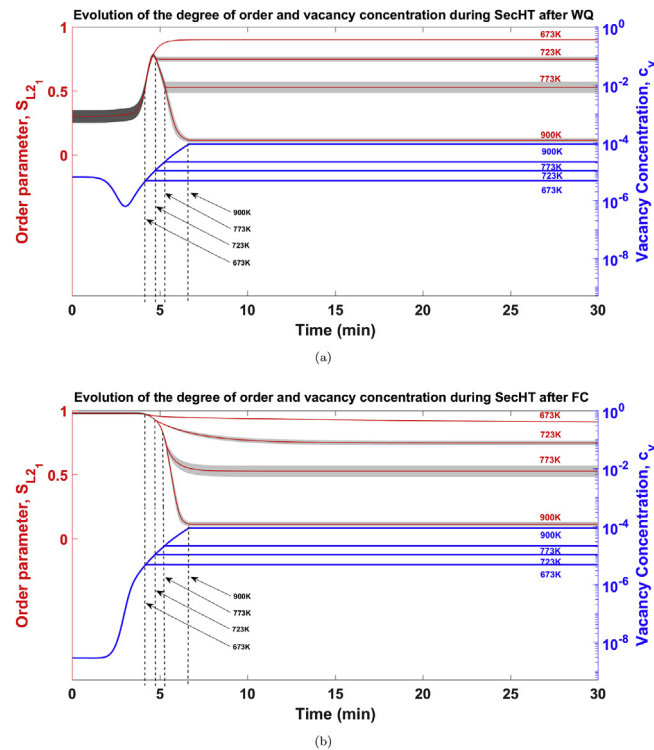 Evolution of the degree of order and vacancy concentration during SecHT after WQ
Order parameter, S_L2_1
1
0.5
0
673K
723K
773K
900K
900K
773K
723K
673K
900K
773K
723K
673K
10^0
10^-2
10^-4
10^-6
10^-8
Vacancy Concentration, c_v
0 5 10 15 20 25 30
Time (min)
(a)
Evolution of the degree of order and vacancy concentration during SecHT after FC
Order parameter, S_L2_1
1
0.5
0
673K
723K
773K
900K
900K
773K
723K
673K
900K
773K
723K
673K
10^0
10^-2
10^-4
10^-6
10^-8
Vacancy Concentration, c_v
0 5 10 15 20 25 30
Time (min)
(b)